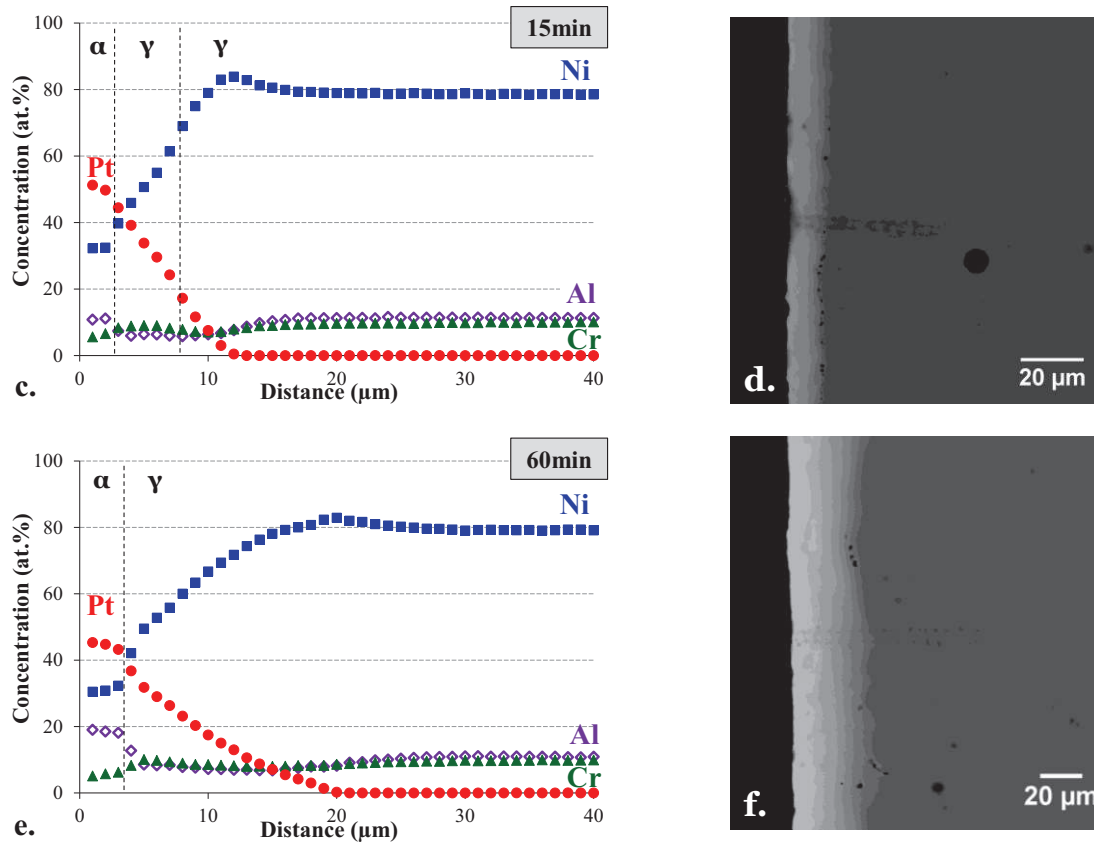 100
80
60
40
20
0
Concentration (at.%)
α γ γ
15min
Ni
Pt
Al
Cr
0 10 20 30 40
Distance (µm)
c.
d.
20 µm
100
80
60
40
20
0
Concentration (at.%)
α γ
60min
Ni
Pt
Al
Cr
0 10 20 30 40
Distance (µm)
e.
f.
20 µm